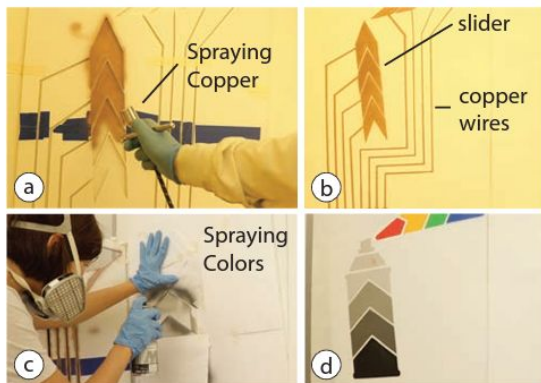 Spraying
Copper
a
slider
copper
wires
b
Spraying
Colors
c
d